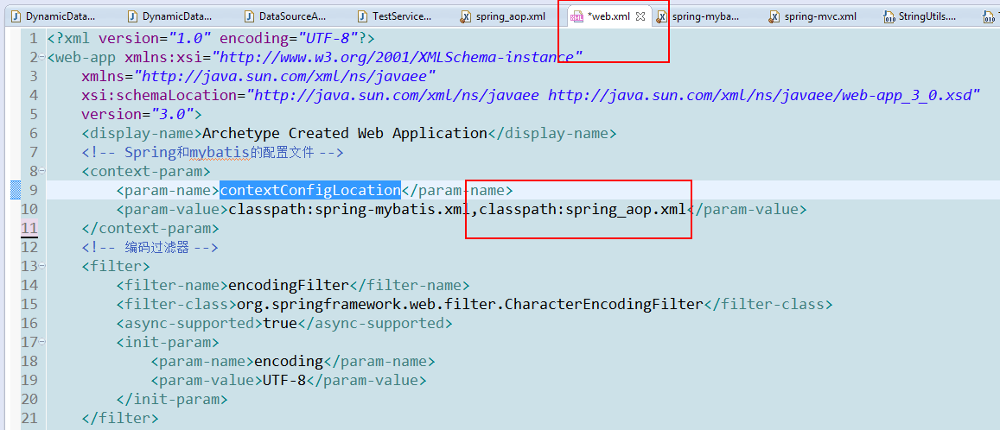 DynamicData... DynamicData... DataSourceA... TestService... spring_aop.xml *web.xml spring-myba... spring-mvc.xml StringUtils....
1 <?xml version="1.0" encoding="UTF-8"?>
2 <web-app xmlns:xsi="http://www.w3.org/2001/XMLSchema-instance"
3 xmlns="http://java.sun.com/xml/ns/javaee"
4 xsi:schemaLocation="http://java.sun.com/xml/ns/javaee http://java.sun.com/xml/ns/javaee/web-app_3_0.xsd"
5 version="3.0">
6 <display-name>Archetype Created Web Application</display-name>
7 <!-- Spring和mybatis的配置文件 -->
8 <context-param>
9 <param-name>contextConfigLocation</param-name>
10 <param-value>classpath:spring-mybatis.xml,classpath:spring_aop.xml</param-value>
11 </context-param>
12 <!-- 编码过滤器 -->
13 <filter>
14 <filter-name>encodingFilter</filter-name>
15 <filter-class>org.springframework.web.filter.CharacterEncodingFilter</filter-class>
16 <async-supported>true</async-supported>
17 <init-param>
18 <param-name>encoding</param-name>
19 <param-value>UTF-8</param-value>
20 </init-param>
21 </filter>